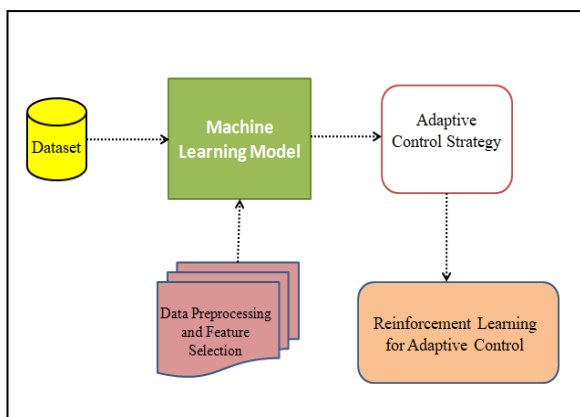 Dataset
Machine
Learning Model
Adaptive
Control Strategy
Data Preprocessing
and Feature
Selection
Reinforcement Learning
for Adaptive Control